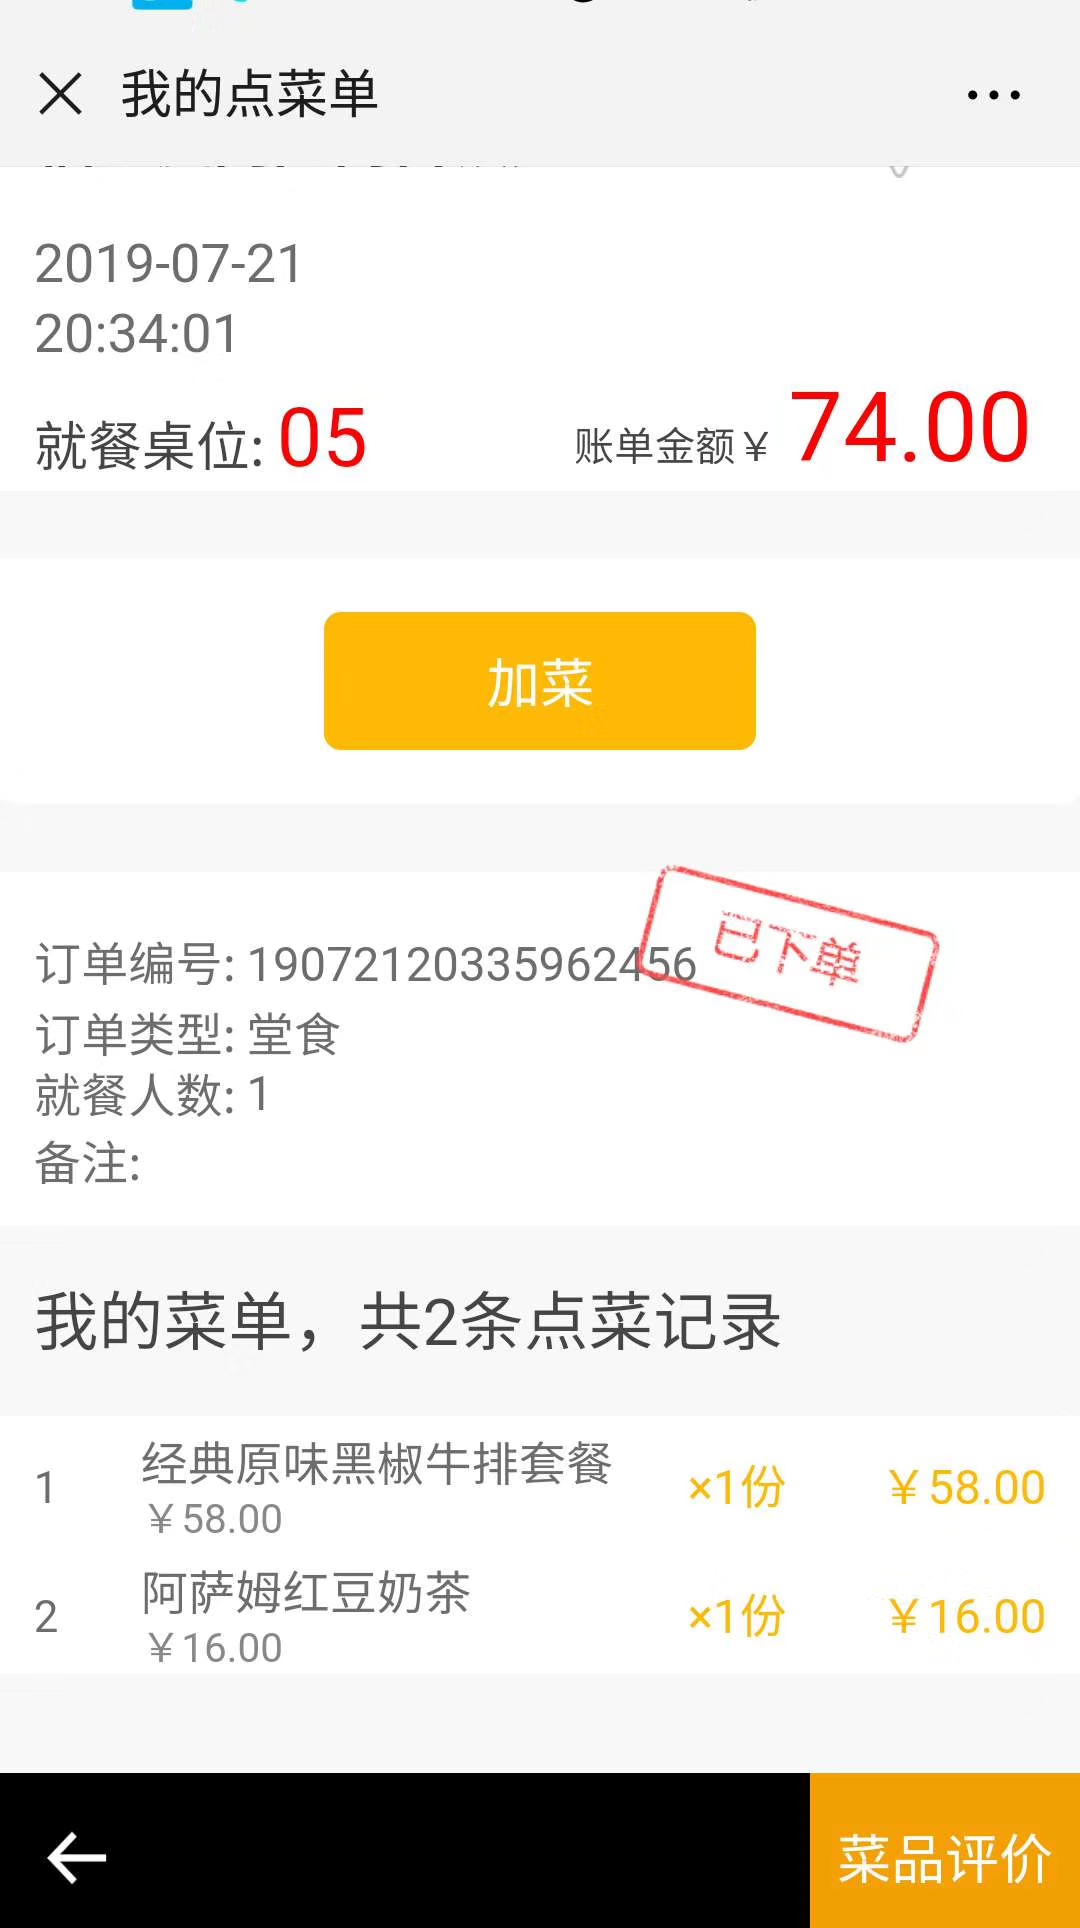 我的点菜单
2019-07-21
20:34:01
就餐桌位: 05
账单金额￥ 74.00
加菜
已下单
订单编号: 19072120335962456
订单类型: 堂食
就餐人数: 1
备注:
我的菜单，共2条点菜记录
1 经典原味黑椒牛排套餐 ×1份 ￥58.00
￥58.00
2 阿萨姆红豆奶茶 ×1份 ￥16.00
￥16.00
菜品评价